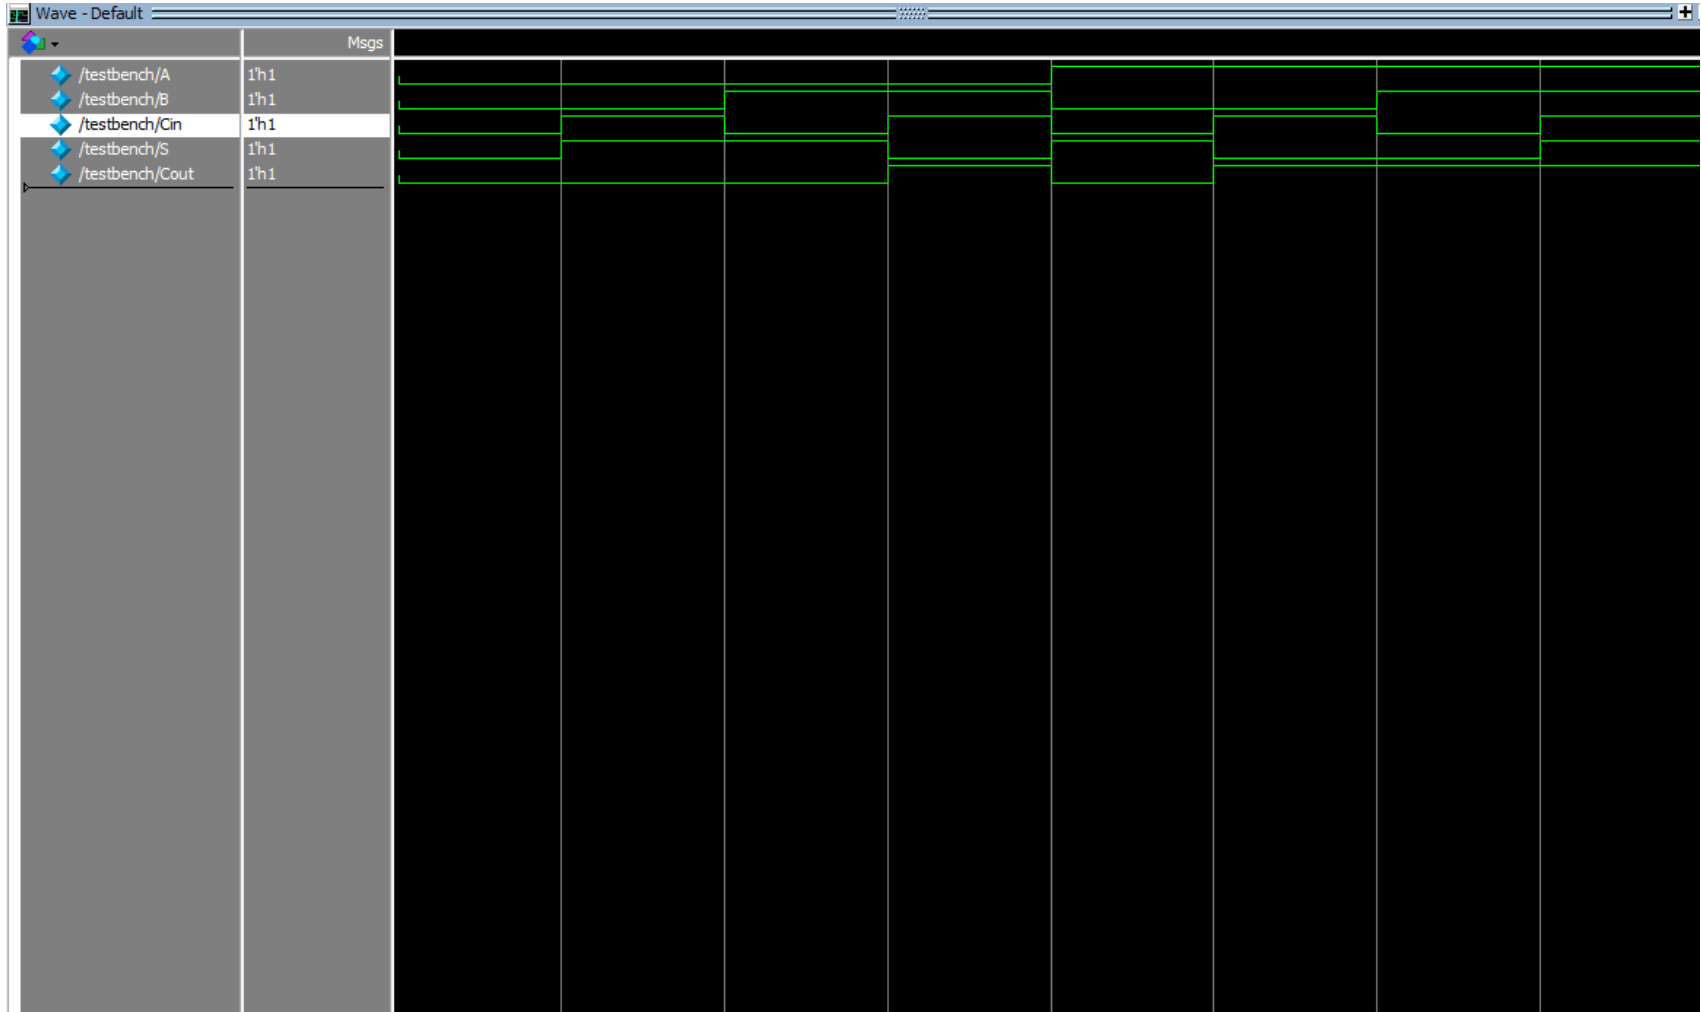 Wave - Default
Msgs
/testbench/A 1'h1
/testbench/B 1'h1
/testbench/Cin 1'h1
/testbench/S 1'h1
/testbench/Cout 1'h1